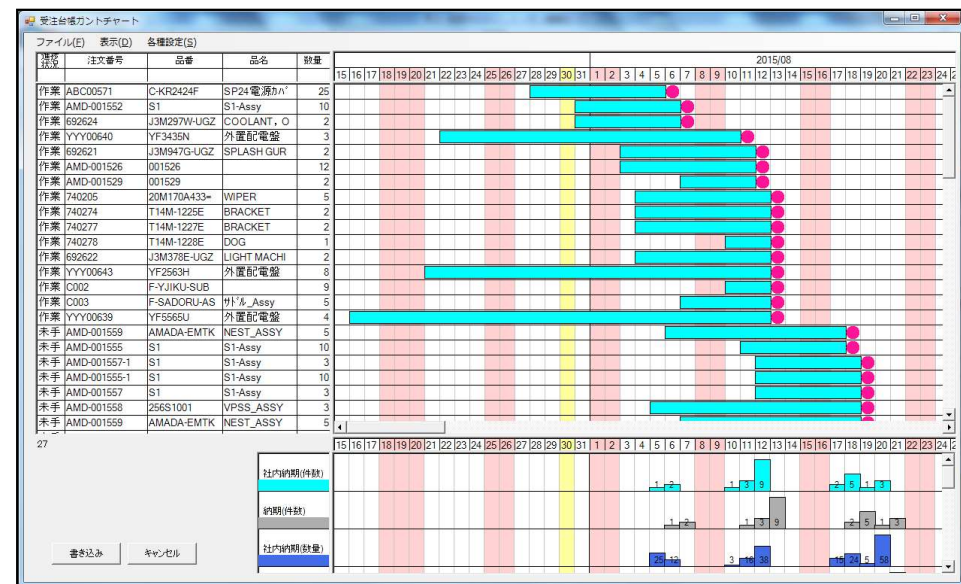 受注台帳ガントチャート
ファイル(F) 表示(D) 各種設定(S)
進捗状況 注文番号 品番 品名 数量 2015/08
15 16 17 18 19 20 21 22 23 24 25 26 27 28 29 30 31 1 2 3 4 5 6 7 8 9 10 11 12 13 14 15 16 17 18 19 20 21 22 23 24
作業 ABC00571 C-KR2424F SP24電源カバ 25
作業 AMD-001552 S1 S1-Assy 10
作業 692624 J3M297W-UGZ COOLANT, O 2
作業 YYY00640 YF3435N 外置配電盤 3
作業 692621 J3M947G-UGZ SPLASH GUR 2
作業 AMD-001526 001526 12
作業 AMD-001529 001529 2
作業 740205 20M170A433= WIPER 5
作業 740274 T14M-1225E BRACKET 2
作業 740277 T14M-1227E BRACKET 2
作業 740278 T14M-1228E DOG 1
作業 692622 J3M378E-UGZ LIGHT MACHI 2
作業 YYY00643 YF2563H 外置配電盤 8
作業 C002 F-YJIKU-SUB 9
作業 C003 F-SADORU-AS サドル_Assy 5
作業 YYY00639 YF5565U 外置配電盤 4
未手 AMD-001559 AMADA-EMTK NEST_ASSY 5
未手 AMD-001555 S1 S1-Assy 10
未手 AMD-001557-1 S1 S1-Assy 3
未手 AMD-001555-1 S1 S1-Assy 10
未手 AMD-001557 S1 S1-Assy 3
未手 AMD-001558 256S1001 VPSS_ASSY 3
未手 AMD-001559 AMADA-EMTK NEST_ASSY 5
27
15 16 17 18 19 20 21 22 23 24 25 26 27 28 29 30 31 1 2 3 4 5 6 7 8 9 10 11 12 13 14 15 16 17 18 19 20 21 22 23 24
社内納期(件数) 1 2 1 3 9 2 5 1 3
納期(件数) 1 2 1 3 9 2 5 1 3
社内納期(数量) 25 12 3 16 38 15 24 5 58
書き込み キャンセル